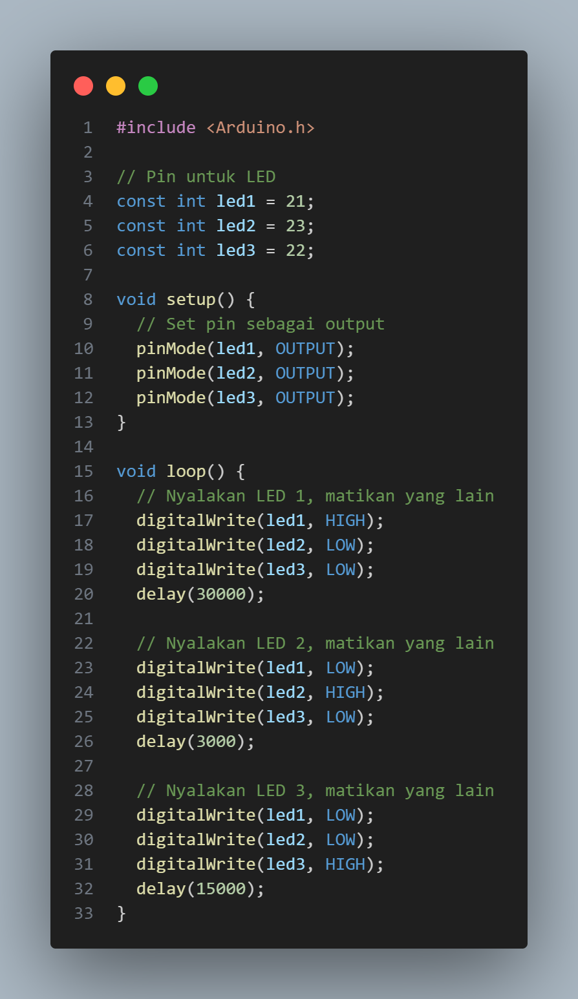 1 #include <Arduino.h>
2
3 // Pin untuk LED
4 const int led1 = 21;
5 const int led2 = 23;
6 const int led3 = 22;
7
8 void setup() {
9   // Set pin sebagai output
10   pinMode(led1, OUTPUT);
11   pinMode(led2, OUTPUT);
12   pinMode(led3, OUTPUT);
13 }
14
15 void loop() {
16   // Nyalakan LED 1, matikan yang lain
17   digitalWrite(led1, HIGH);
18   digitalWrite(led2, LOW);
19   digitalWrite(led3, LOW);
20   delay(30000);
21
22   // Nyalakan LED 2, matikan yang lain
23   digitalWrite(led1, LOW);
24   digitalWrite(led2, HIGH);
25   digitalWrite(led3, LOW);
26   delay(3000);
27
28   // Nyalakan LED 3, matikan yang lain
29   digitalWrite(led1, LOW);
30   digitalWrite(led2, LOW);
31   digitalWrite(led3, HIGH);
32   delay(15000);
33 }